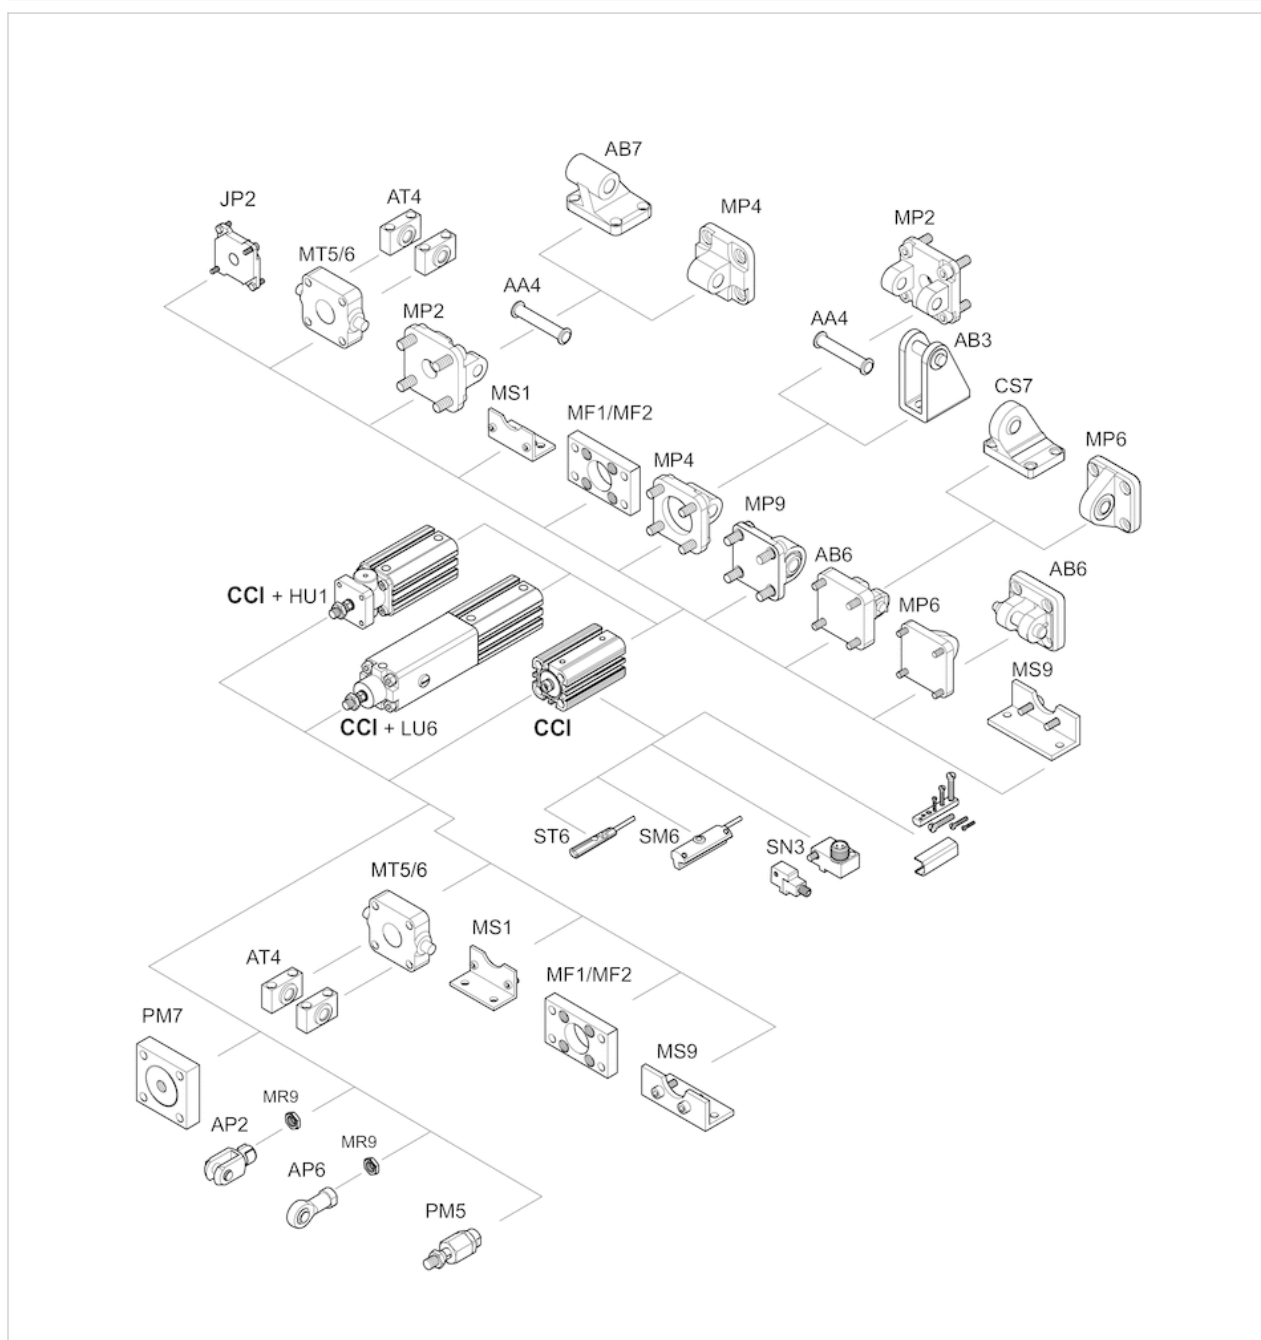 AB7
JP2
AT4
MP4
MP2
MT5/6
AA4
MP2
AA4
AB3
MS1
CS7
MF1/MF2
MP6
MP4
MP9
AB6
AB6
CCI + HU1
MP6
MS9
CCI + LU6
CCI
ST6
SM6
SN3
MT5/6
MS1
AT4
MF1/MF2
PM7
MS9
MR9
AP2
MR9
AP6
PM5